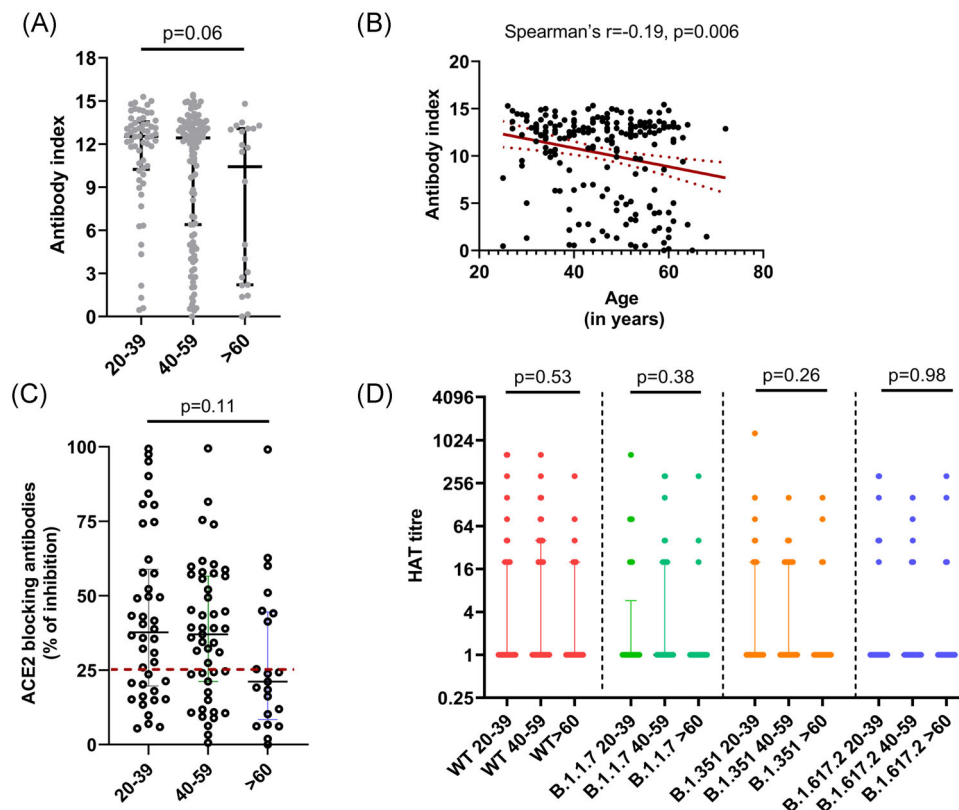 (A)
p=0.06
Antibody index
18
15
12
9
6
3
0
20-39
40-59
>60
(B)
Spearman's r=-0.19, p=0.006
Antibody index
20
15
10
5
0
20
40
60
80
Age
(in years)
(C)
p=0.11
ACE2 blocking antibodies
(% of inhibition)
100
75
50
25
0
20-39
40-59
>60
(D)
p=0.53
p=0.38
p=0.26
p=0.98
HAT titre
4096
1024
256
64
16
4
1
0.25
WT 20-39
WT 40-59
WT>60
B.1.1.7 20-39
B.1.1.7 40-59
B.1.1.7 >60
B.1.351 20-39
B.1.351 40-59
B.1.351 >60
B.1.617.2 20-39
B.1.617.2 40-59
B.1.617.2 >60